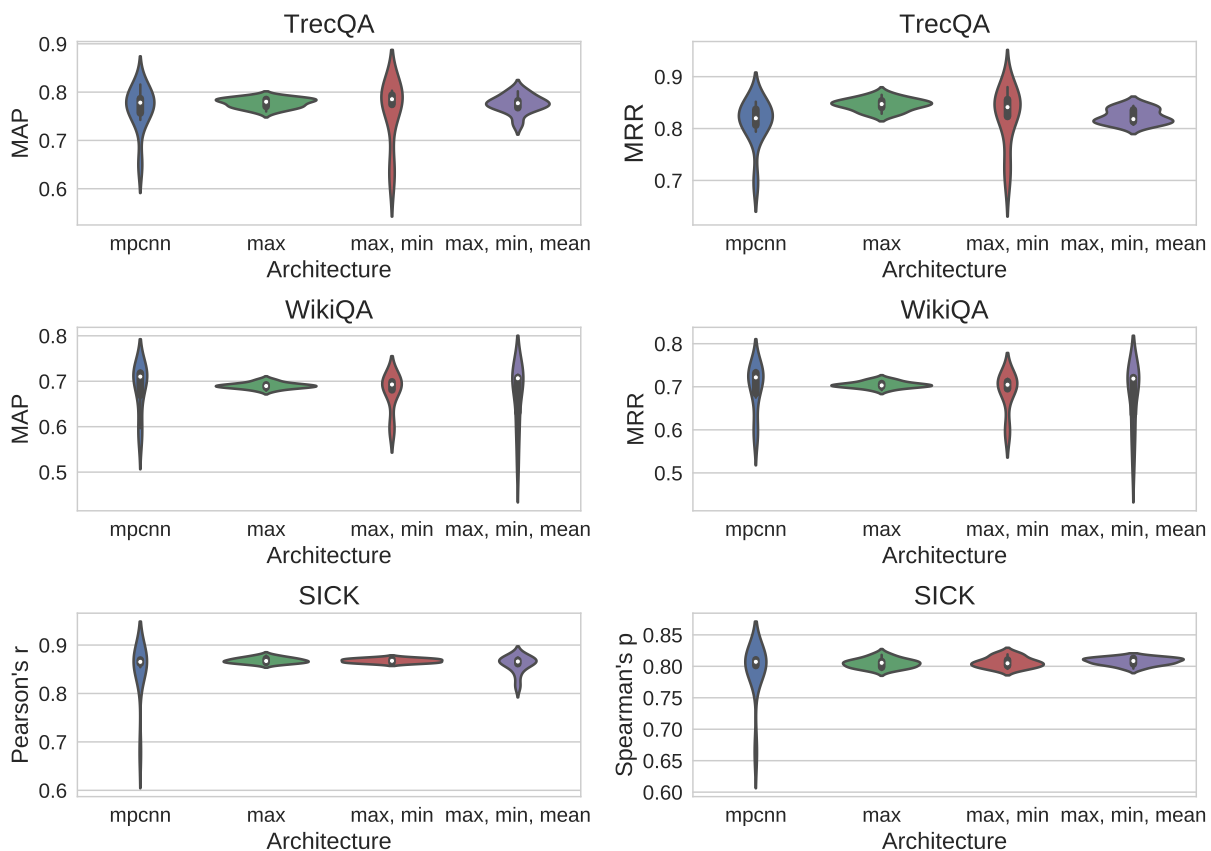 TrecQA
MAP
0.9
0.8
0.7
0.6
mpcnn max max, min max, min, mean
Architecture
TrecQA
MRR
0.9
0.8
0.7
mpcnn max max, min max, min, mean
Architecture
WikiQA
MAP
0.8
0.7
0.6
0.5
mpcnn max max, min max, min, mean
Architecture
WikiQA
MRR
0.8
0.7
0.6
0.5
mpcnn max max, min max, min, mean
Architecture
SICK
Pearson's r
0.9
0.8
0.7
0.6
mpcnn max max, min max, min, mean
Architecture
SICK
Spearman's p
0.85
0.80
0.75
0.70
0.65
0.60
mpcnn max max, min max, min, mean
Architecture